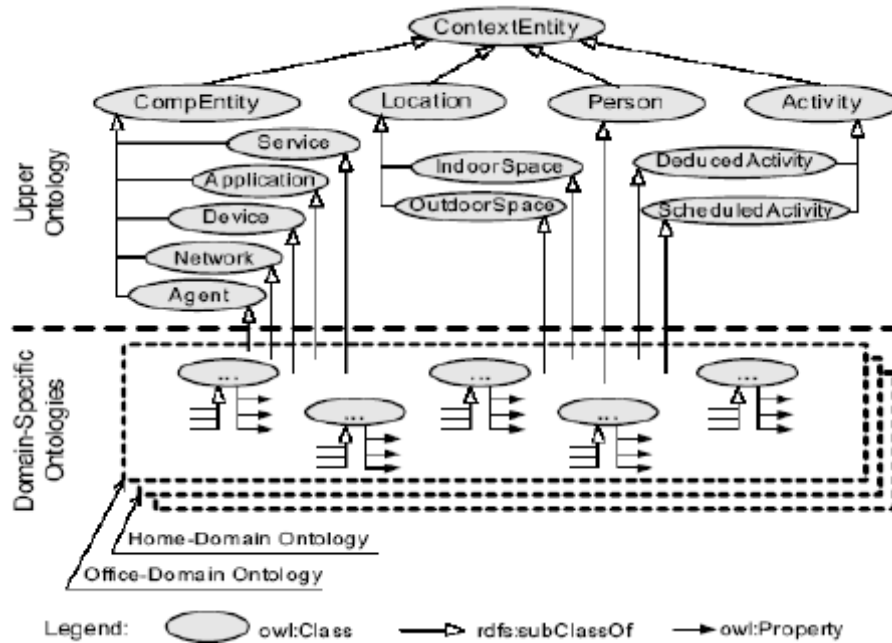 ContextEntity
CompEntity
Location
Person
Activity
Upper
Ontology
Service
Application
Device
Network
Agent
IndoorSpace
OutdoorSpace
DeducedActivity
ScheduledActivity
Domain-Specific
Ontologies
...
...
...
...
...
Home-Domain Ontology
Office-Domain Ontology
Legend: owl:Class rdfs:subClassOf owl:Property